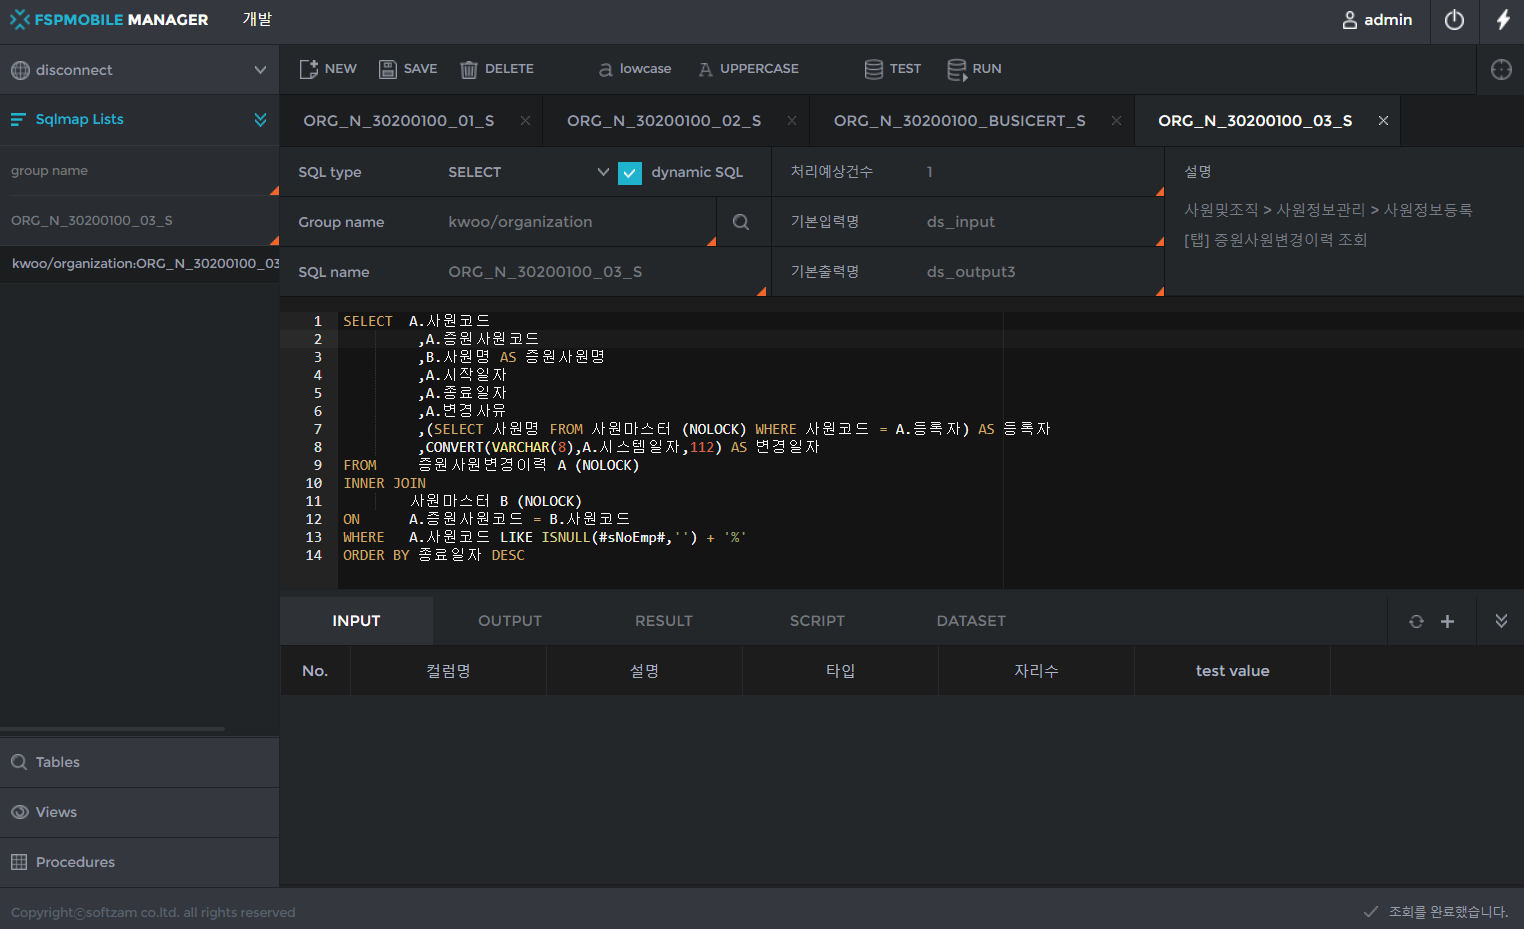 FSPMOBILE MANAGER 개발 admin
disconnect NEW SAVE DELETE lowcase UPPERCASE TEST RUN
Sqlmap Lists
ORG_N_30200100_01_S ORG_N_30200100_02_S ORG_N_30200100_BUSICERT_S ORG_N_30200100_03_S
group name
ORG_N_30200100_03_S
kwoo/organization:ORG_N_30200100_03
SQL type SELECT dynamic SQL 처리예상건수 1 설명
Group name kwoo/organization 기본입력명 ds_input
SQL name ORG_N_30200100_03_S 기본출력명 ds_output3
사원및조직 > 사원정보관리 > 사원정보등록
[탭] 증원사원변경이력 조회
1 SELECT A.사원코드
2 ,A.증원사원코드
3 ,B.사원명 AS 증원사원명
4 ,A.시작일자
5 ,A.종료일자
6 ,A.변경사유
7 ,(SELECT 사원명 FROM 사원마스터 (NOLOCK) WHERE 사원코드 = A.등록자) AS 등록자
8 ,CONVERT(VARCHAR(8),A.시스템일자,112) AS 변경일자
9 FROM 증원사원변경이력 A (NOLOCK)
10 INNER JOIN
11 사원마스터 B (NOLOCK)
12 ON A.증원사원코드 = B.사원코드
13 WHERE A.사원코드 LIKE ISNULL(#sNoEmp#,'') + '%'
14 ORDER BY 종료일자 DESC
INPUT OUTPUT RESULT SCRIPT DATASET
No. 컬럼명 설명 타입 자리수 test value
Tables
Views
Procedures
Copyrightⓒsoftzam co.ltd. all rights reserved 조회를 완료했습니다.